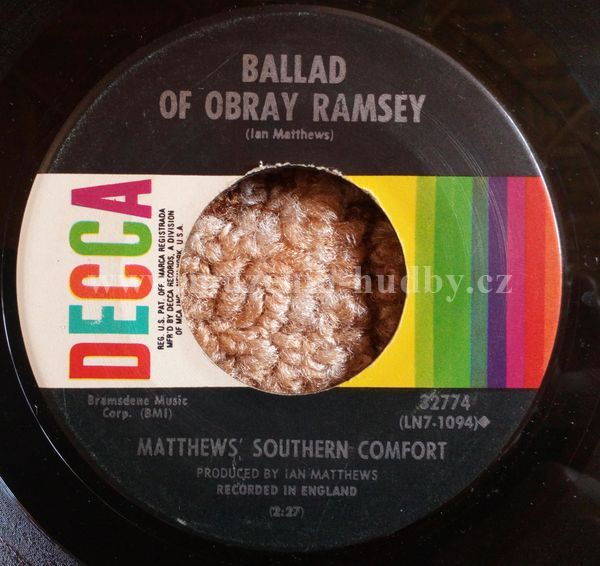 BALLAD
OF OBRAY RAMSEY
(Ian Matthews)
DECCA
REG. U.S. PAT. OFF. MARCA REGISTRADA
MFR'D BY DECCA RECORDS, A DIVISION
OF MCA INC., NEW YORK, U.S.A.
Bramsdene Music
Corp. (BMI)
32774
(LN7-1094)◆
MATTHEWS' SOUTHERN COMFORT
PRODUCED BY IAN MATTHEWS
RECORDED IN ENGLAND
(2:27)